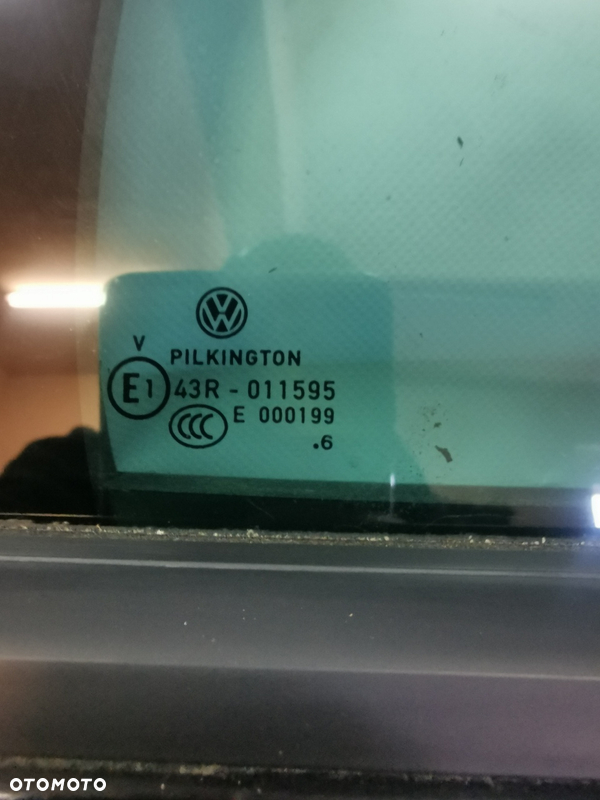 VW
V
PILKINGTON
E1 43R - 011595
CCC E 000199
.6
OTOMOTO